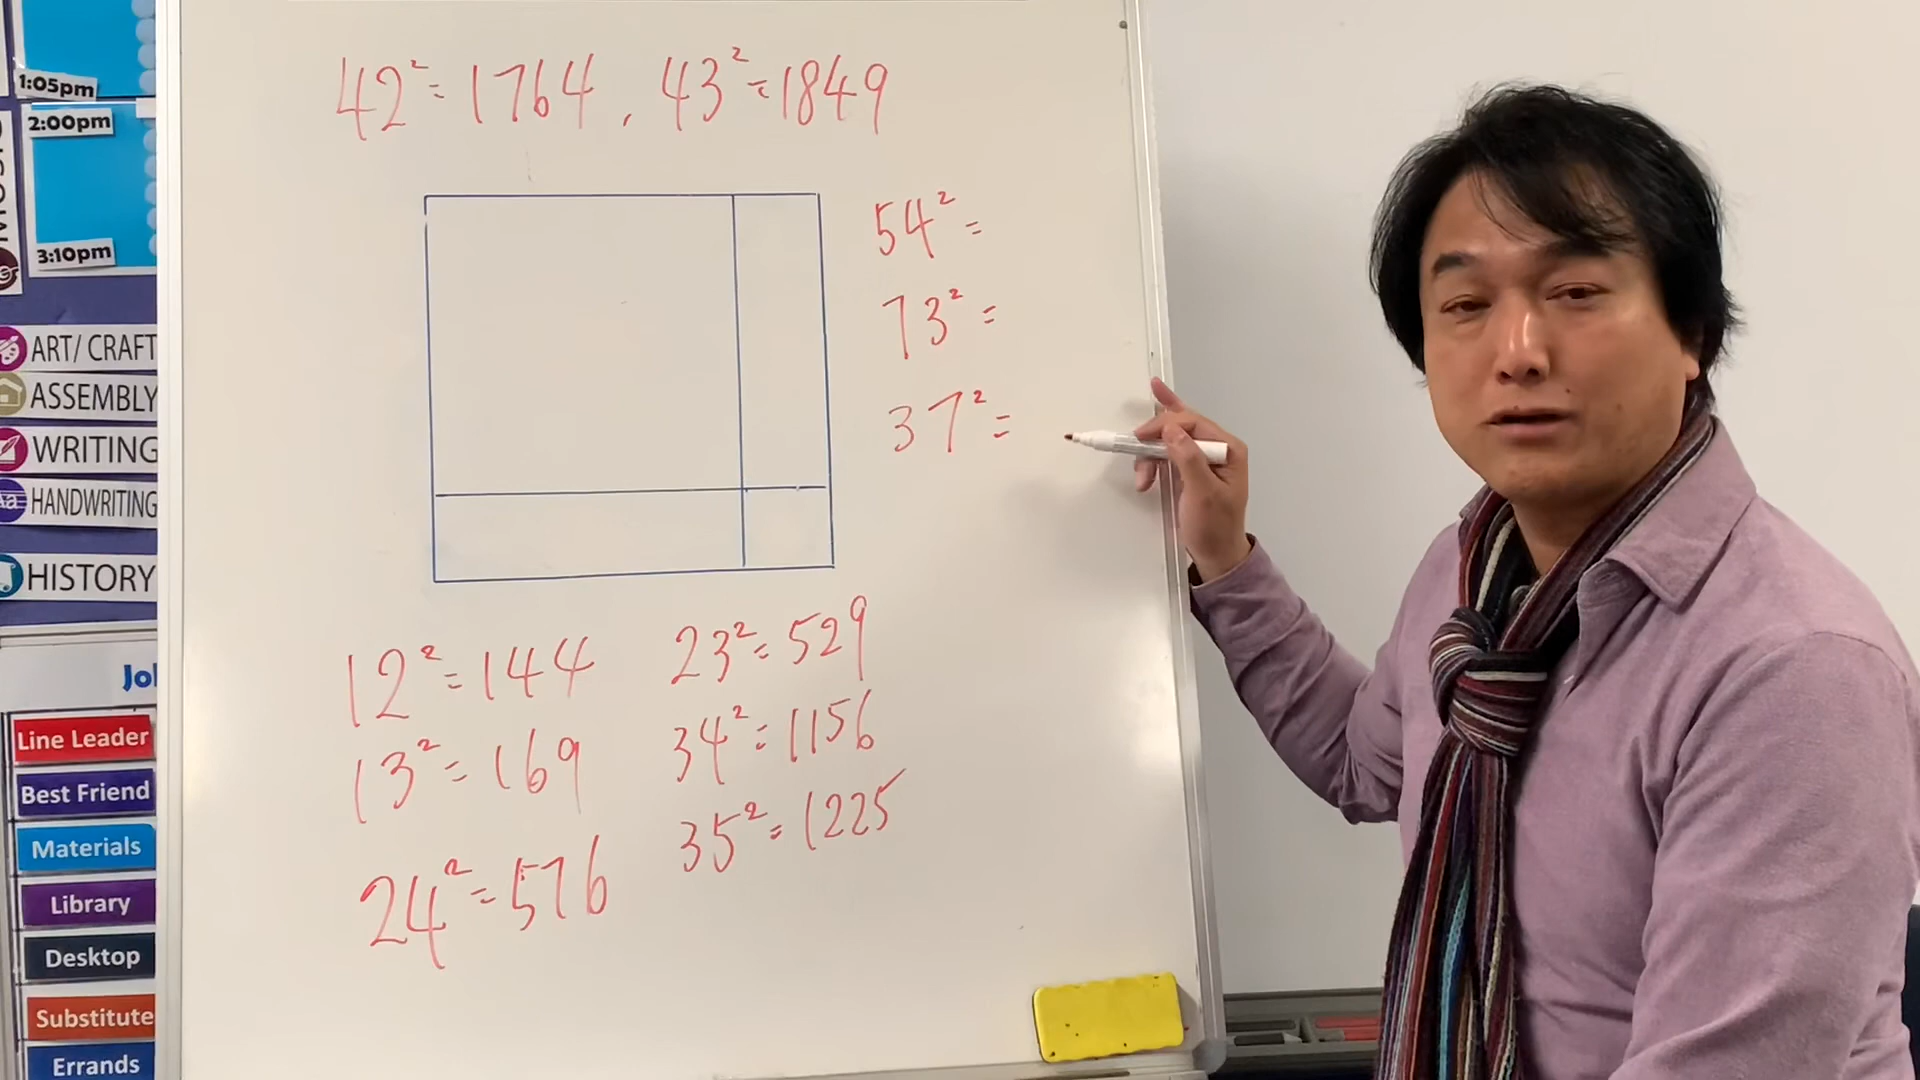 1:05pm
2:00pm
3:10pm
ART/ CRAFT
ASSEMBLY
WRITING
Aa HANDWRITING
HISTORY
Line Leader
Best Friend
Materials
Library
Desktop
Substitute
Errands
42²=1764, 43²=1849
54²=
73²=
37²=
12²=144
13²=169
24²=576
23²=529
34²=1156
35²=1225